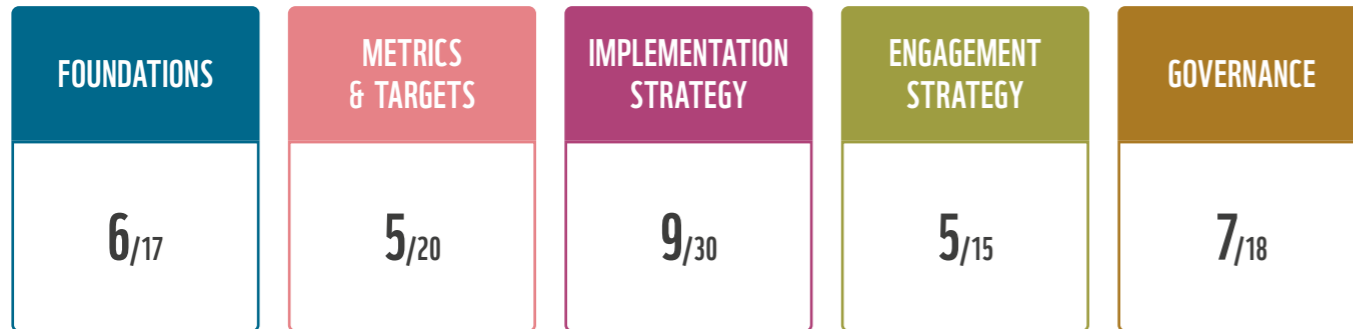 FOUNDATIONS
6/17
METRICS
& TARGETS
5/20
IMPLEMENTATION
STRATEGY
9/30
ENGAGEMENT
STRATEGY
5/15
GOVERNANCE
7/18